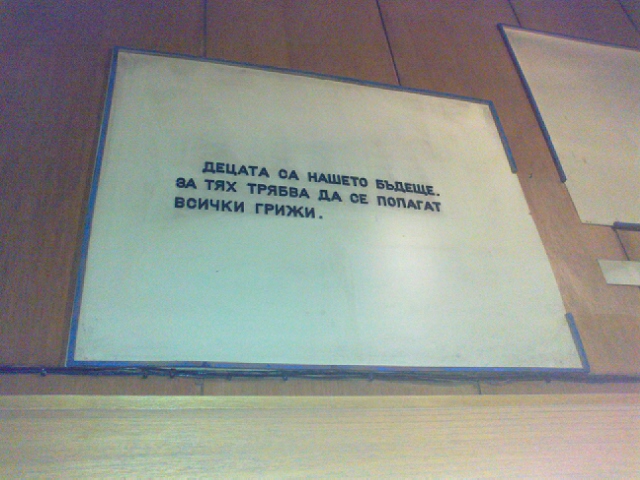 ДЕЦАТА СА НАШЕТО БЪДЕЩЕ.
ЗА ТЯХ ТРЯБВА ДА СЕ ПОЛАГАТ
ВСИЧКИ ГРИЖИ.